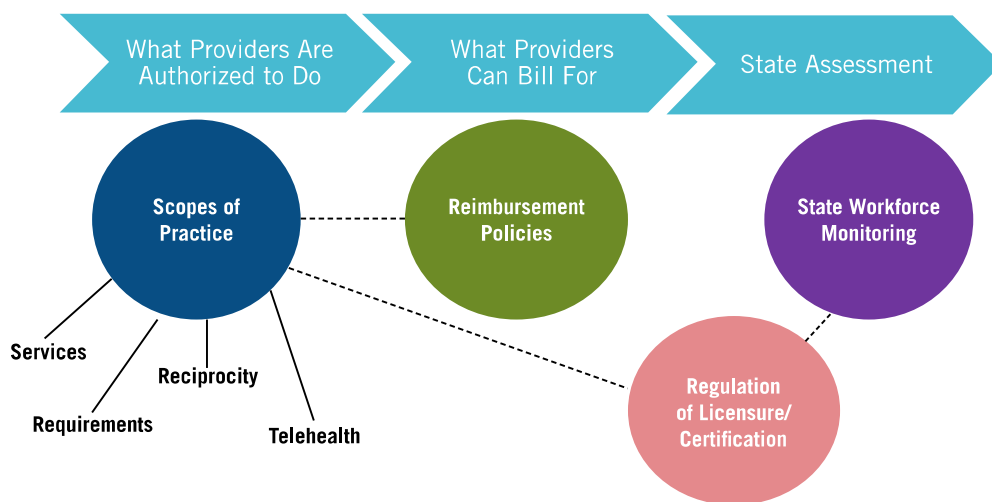 What Providers Are
Authorized to Do
What Providers
Can Bill For
State Assessment
Scopes of
Practice
Reimbursement
Policies
State Workforce
Monitoring
Services
Reciprocity
Requirements
Telehealth
Regulation
of Licensure/
Certification